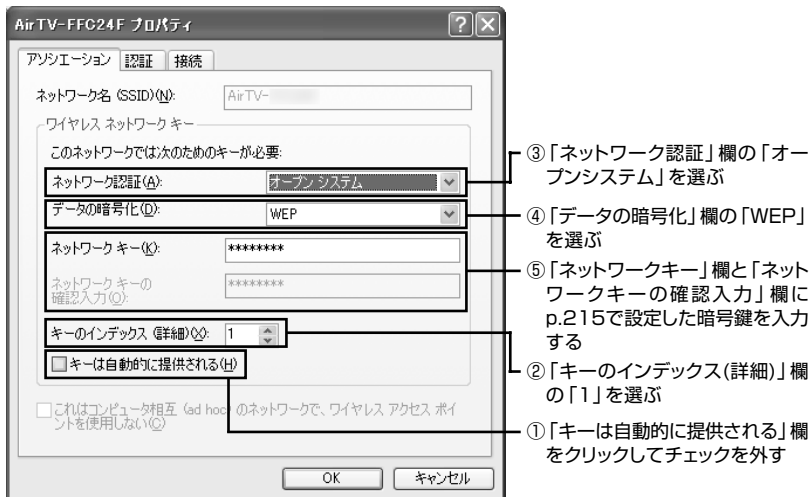 AirTV-FFC24F プロパティ
アソシエーション 認証 接続
ネットワーク名 (SSID)(N): AirTV-
ワイヤレス ネットワーク キー
このネットワークでは次のためのキーが必要:
ネットワーク認証(A): オープン システム
データの暗号化(D): WEP
ネットワーク キー(K): ********
ネットワーク キーの
確認入力(O): ********
キーのインデックス (詳細)(X): 1
キーは自動的に提供される(H)
これはコンピュータ相互 (ad hoc) のネットワークで、ワイヤレス アクセス ポイ
ントを使用しない(C)
OK キャンセル
③「ネットワーク認証」欄の「オー
プンシステム」を選ぶ
④「データの暗号化」欄の「WEP」
を選ぶ
⑤「ネットワークキー」欄と「ネット
ワークキーの確認入力」欄に
p.215で設定した暗号鍵を入力
する
②「キーのインデックス(詳細)」欄
の「1」を選ぶ
①「キーは自動的に提供される」欄
をクリックしてチェックを外す